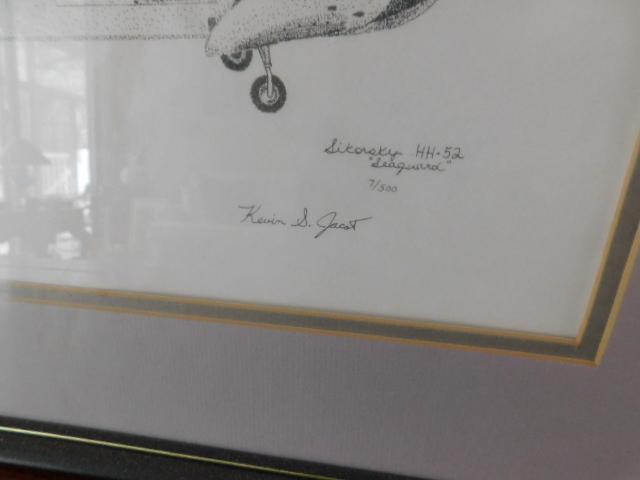 Sikorsky HH-52
"Seaguard"
7/500
Kevin S. Jacot